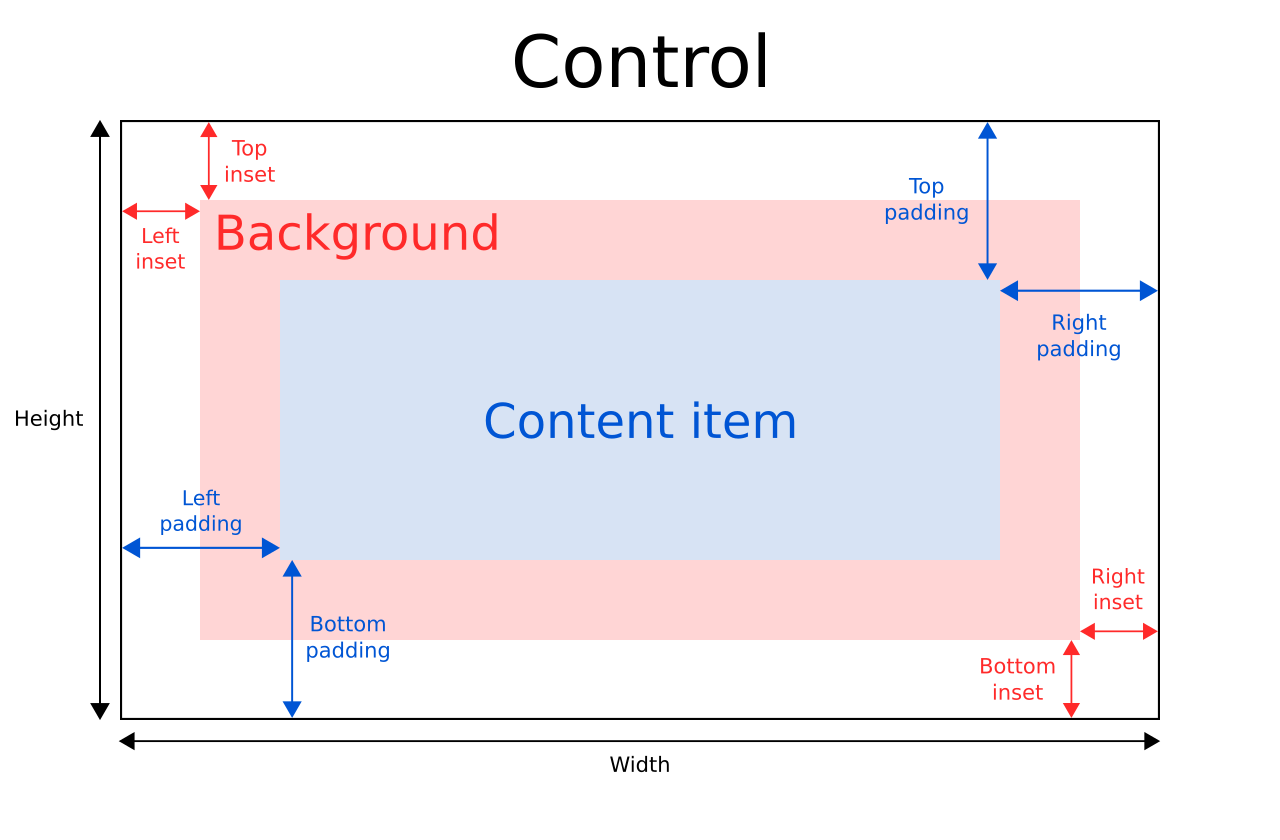 Control
Top
inset
Top
padding
Left
inset
Background
Right
padding
Content item
Height
Left
padding
Right
inset
Bottom
padding
Bottom
inset
Width